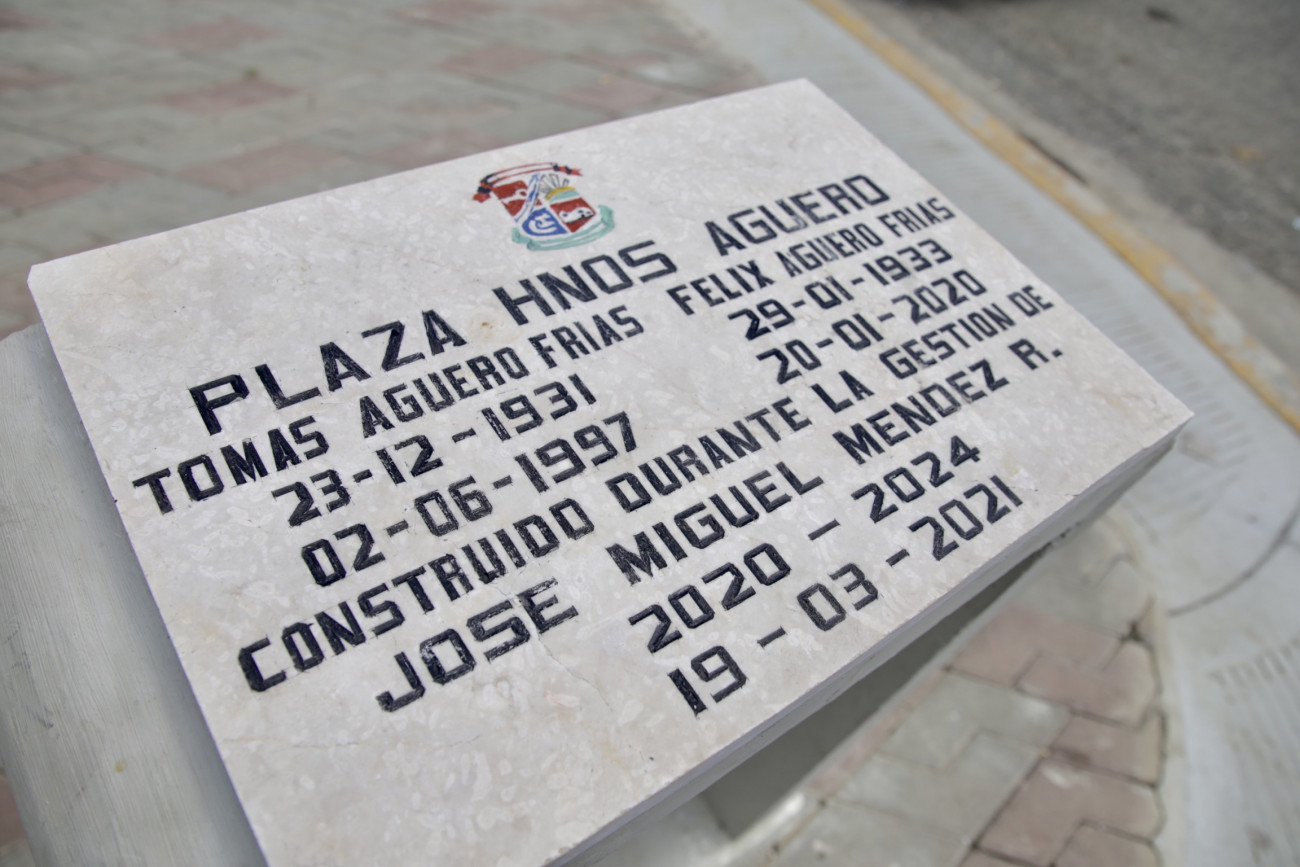 PLAZA HNOS AGUERO
TOMAS AGUERO FRIAS FELIX AGUERO FRIAS
23-12-1931 29-01-1933
02-06-1997 20-01-2020
CONSTRUIDO DURANTE LA GESTION DE
JOSE MIGUEL MENDEZ R.
2020 - 2024
19-03-2021